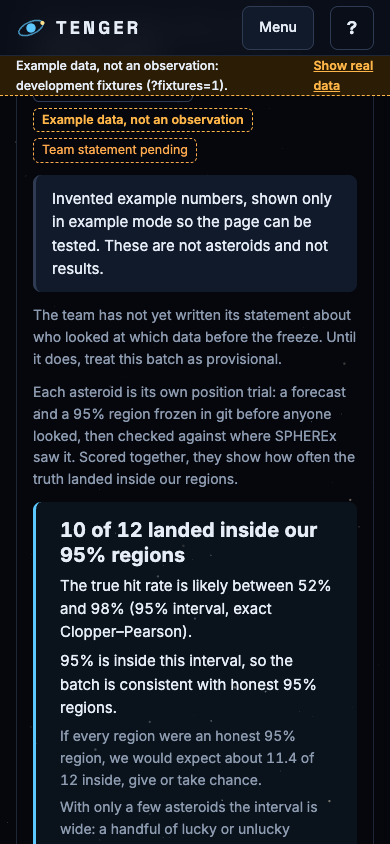 TENGER
Menu
?
Example data, not an observation:
development fixtures (?fixtures=1).
Show real
data
Example data, not an observation
Team statement pending
Invented example numbers, shown only
in example mode so the page can be
tested. These are not asteroids and not
results.
The team has not yet written its statement about
who looked at which data before the freeze. Until
it does, treat this batch as provisional.
Each asteroid is its own position trial: a forecast
and a 95% region frozen in git before anyone
looked, then checked against where SPHEREx
saw it. Scored together, they show how often the
truth landed inside our regions.
10 of 12 landed inside our
95% regions
The true hit rate is likely between 52%
and 98% (95% interval, exact
Clopper–Pearson).
95% is inside this interval, so the
batch is consistent with honest 95%
regions.
If every region were an honest 95%
region, we would expect about 11.4 of
12 inside, give or take chance.
With only a few asteroids the interval is
wide: a handful of lucky or unlucky